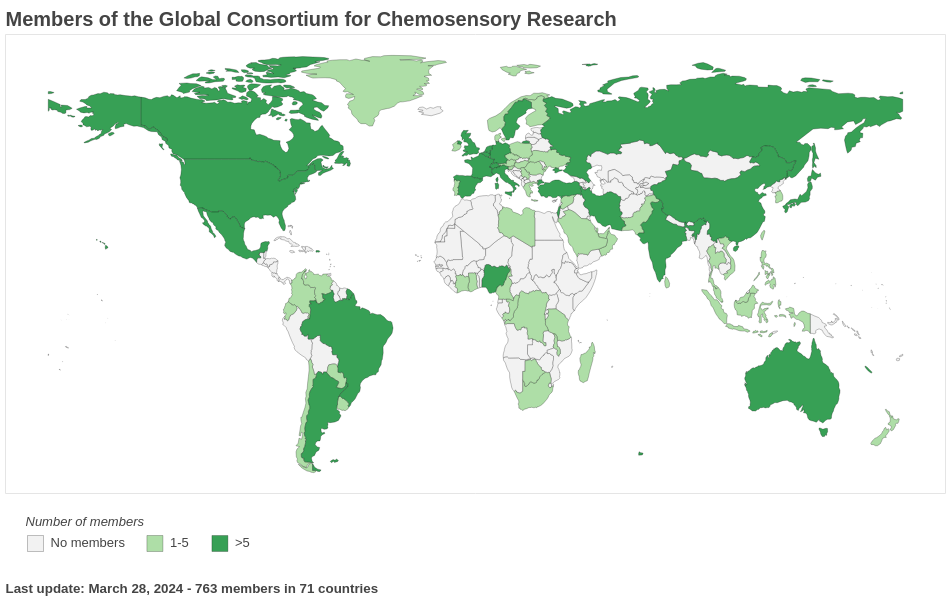 Members of the Global Consortium for Chemosensory Research
Number of members
No members
1-5
>5
Last update: March 28, 2024 - 763 members in 71 countries